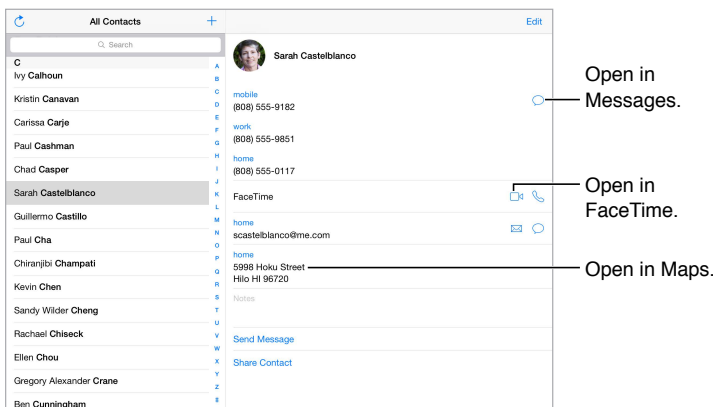 All Contacts
+
Edit
Search
C
Ivy Calhoun
Kristin Canavan
Carissa Carje
Paul Cashman
Chad Casper
Sarah Castelblanco
Guillermo Castillo
Paul Cha
Chiranjibi Champati
Kevin Chen
Sandy Wilder Cheng
Rachael Chiseck
Ellen Chou
Gregory Alexander Crane
Ben Cunningham
A
B
C
D
E
F
G
H
I
J
K
L
M
N
O
P
Q
R
S
T
U
V
W
X
Y
Z
#
Sarah Castelblanco
mobile
(808) 555-9182
work
(808) 555-9851
home
(808) 555-0117
FaceTime
home
scastelblanco@me.com
home
5998 Hoku Street
Hilo HI 96720
Notes
Send Message
Share Contact
Open in
Messages.
Open in
FaceTime.
Open in Maps.